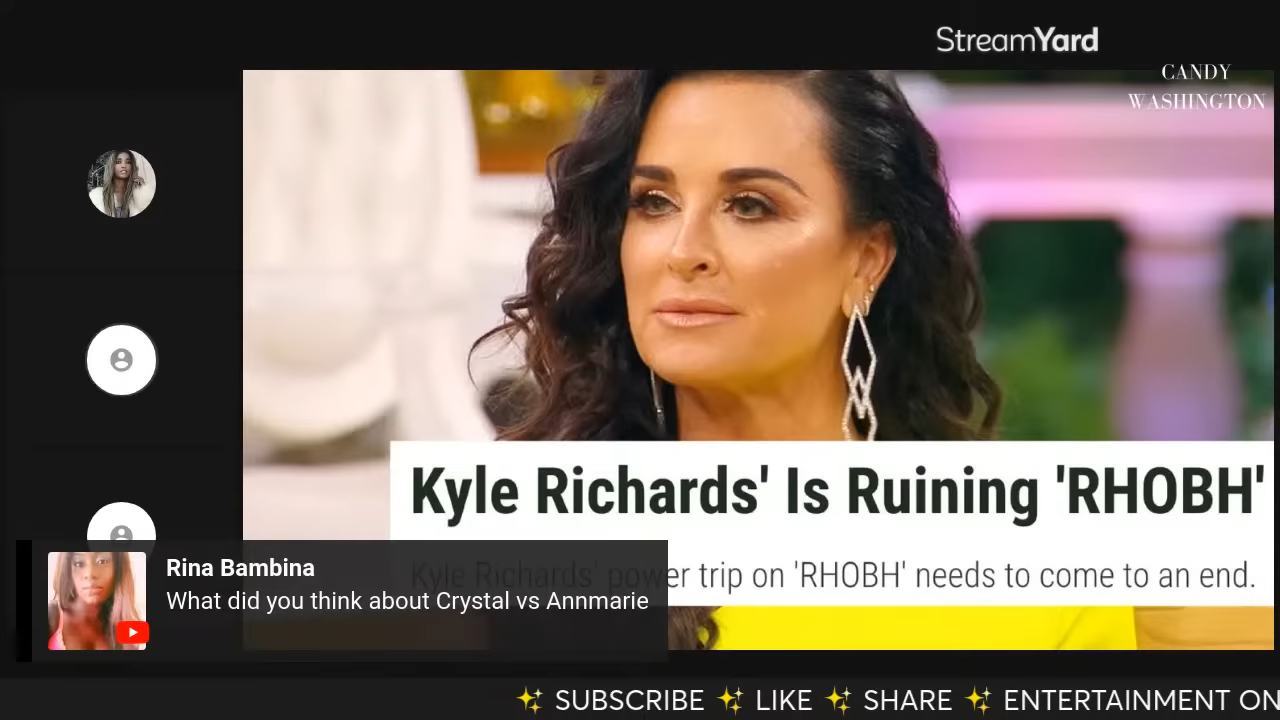 StreamYard
CANDY
WASHINGTON
Kyle Richards' Is Ruining 'RHOBH'
Kyle Richards' power trip on 'RHOBH' needs to come to an end.
Rina Bambina
What did you think about Crystal vs Annmarie
✨ SUBSCRIBE ✨ LIKE ✨ SHARE ✨ ENTERTAINMENT ON